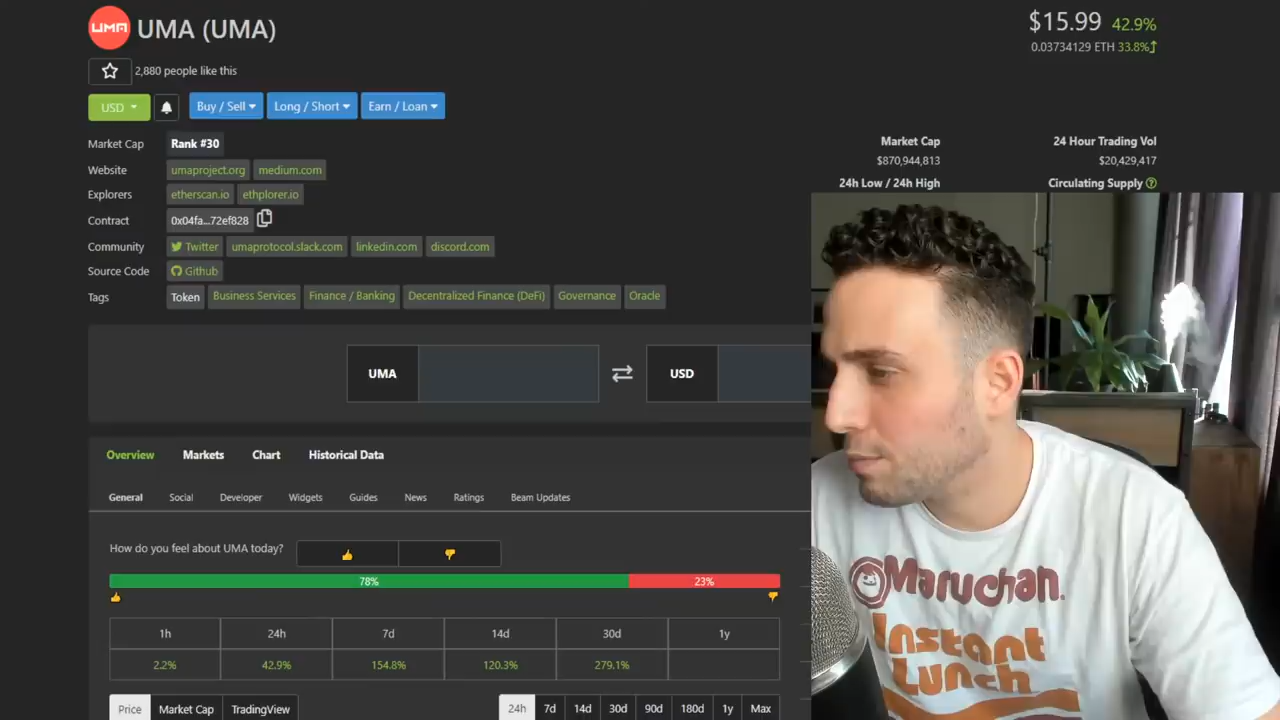 UMA UMA (UMA)
$15.99 42.9%
0.03734129 ETH 33.8%
2,880 people like this
USD Buy / Sell Long / Short Earn / Loan
Market Cap Rank #30
Website umaproject.org medium.com
Explorers etherscan.io ethplorer.io
Contract 0x04fa...72ef828
Community Twitter umaprotocol.slack.com linkedin.com discord.com
Source Code Github
Tags Token Business Services Finance / Banking Decentralized Finance (DeFi) Governance Oracle
Market Cap 24 Hour Trading Vol
$870,944,813 $20,429,417
24h Low / 24h High Circulating Supply
UMA USD
Overview Markets Chart Historical Data
General Social Developer Widgets Guides News Ratings Beam Updates
How do you feel about UMA today?
78% 23%
1h 24h 7d 14d 30d 1y
2.2% 42.9% 154.8% 120.3% 279.1%
Price Market Cap TradingView 24h 7d 14d 30d 90d 180d 1y Max
Maruchan.
Instant
Lunch